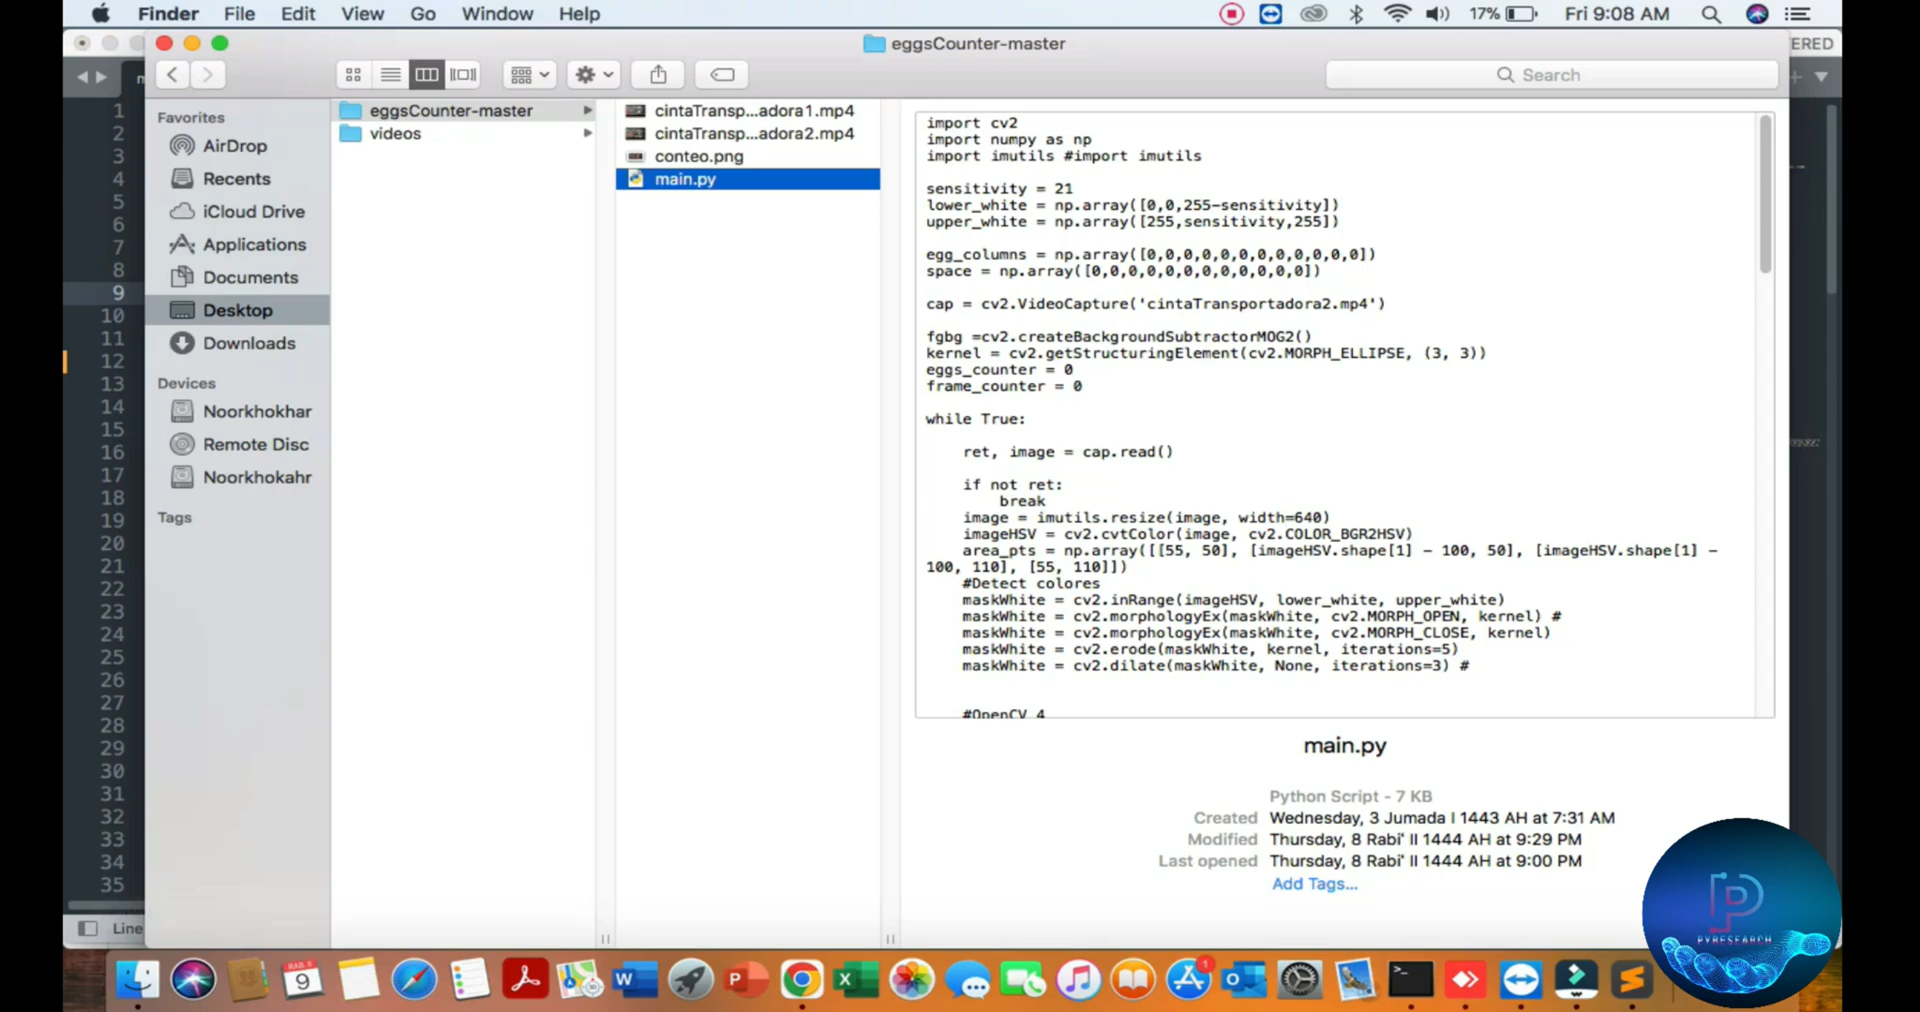 Finder File Edit View Go Window Help 17% Fri 9:08 AM
eggsCounter-master
ERED
Search
Favorites
AirDrop
Recents
iCloud Drive
Applications
Documents
Desktop
Downloads
Devices
Noorkhokhar
Remote Disc
Noorkhokahr
Tags
eggsCounter-master
videos
cintaTransp...adora1.mp4
cintaTransp...adora2.mp4
conteo.png
main.py
import cv2
import numpy as np
import imutils #import imutils
sensitivity = 21
lower_white = np.array([0,0,255-sensitivity])
upper_white = np.array([255,sensitivity,255])
egg_columns = np.array([0,0,0,0,0,0,0,0,0,0,0,0])
space = np.array([0,0,0,0,0,0,0,0,0,0,0,0])
cap = cv2.VideoCapture('cintaTransportadora2.mp4')
fgbg =cv2.createBackgroundSubtractorMOG2()
kernel = cv2.getStructuringElement(cv2.MORPH_ELLIPSE, (3, 3))
eggs_counter = 0
frame_counter = 0
while True:
ret, image = cap.read()
if not ret:
break
image = imutils.resize(image, width=640)
imageHSV = cv2.cvtColor(image, cv2.COLOR_BGR2HSV)
area_pts = np.array([[55, 50], [imageHSV.shape[1] - 100, 50], [imageHSV.shape[1] -
100, 110], [55, 110]])
#Detect colores
maskWhite = cv2.inRange(imageHSV, lower_white, upper_white)
maskWhite = cv2.morphologyEx(maskWhite, cv2.MORPH_OPEN, kernel) #
maskWhite = cv2.morphologyEx(maskWhite, cv2.MORPH_CLOSE, kernel)
maskWhite = cv2.erode(maskWhite, kernel, iterations=5)
maskWhite = cv2.dilate(maskWhite, None, iterations=3) #
#OpenCV 4
main.py
Python Script - 7 KB
Created Wednesday, 3 Jumada I 1443 AH at 7:31 AM
Modified Thursday, 8 Rabi' II 1444 AH at 9:29 PM
Last opened Thursday, 8 Rabi' II 1444 AH at 9:00 PM
Add Tags...
1
2
3
4
5
6
7
8
9
10
11
12
13
14
15
16
17
18
19
20
21
22
23
24
25
26
27
28
29
30
31
32
33
34
35
Line
PYRESEARCH
9
W
P
X
1